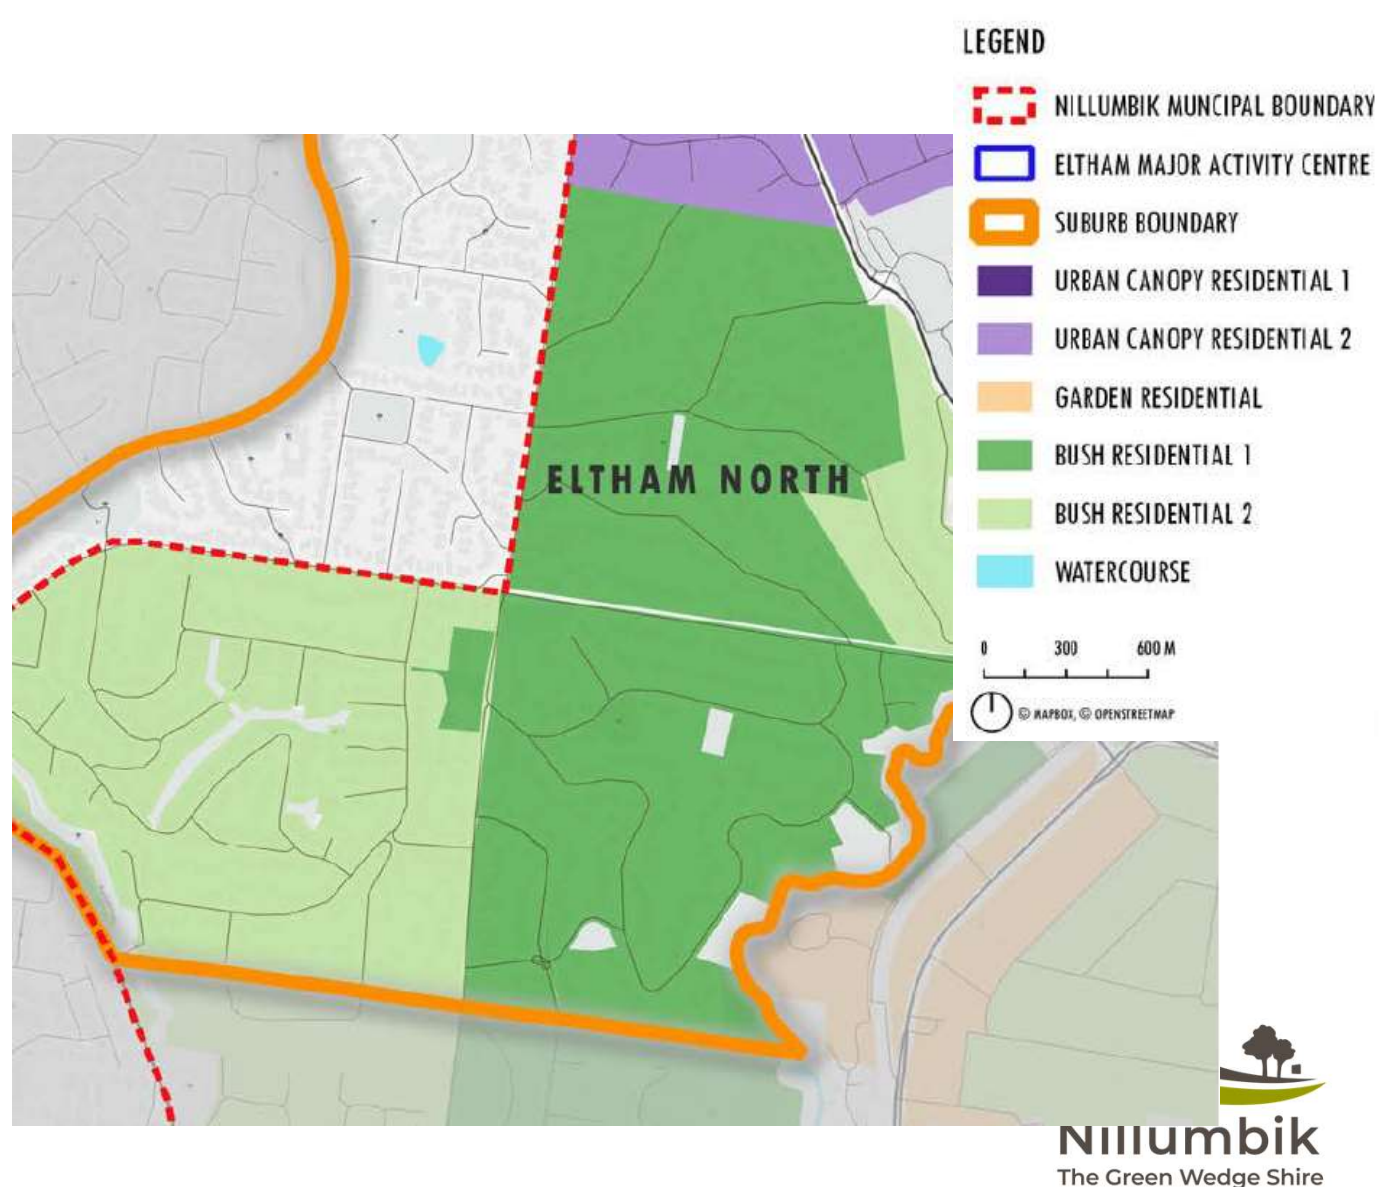 LEGEND
NILLUMBIK MUNCIPAL BOUNDARY
ELTHAM MAJOR ACTIVITY CENTRE
SUBURB BOUNDARY
URBAN CANOPY RESIDENTIAL 1
URBAN CANOPY RESIDENTIAL 2
GARDEN RESIDENTIAL
BUSH RESIDENTIAL 1
BUSH RESIDENTIAL 2
WATERCOURSE
0 300 600 M
© MAPBOX, © OPENSTREETMAP
ELTHAM NORTH
Nillumbik
The Green Wedge Shire